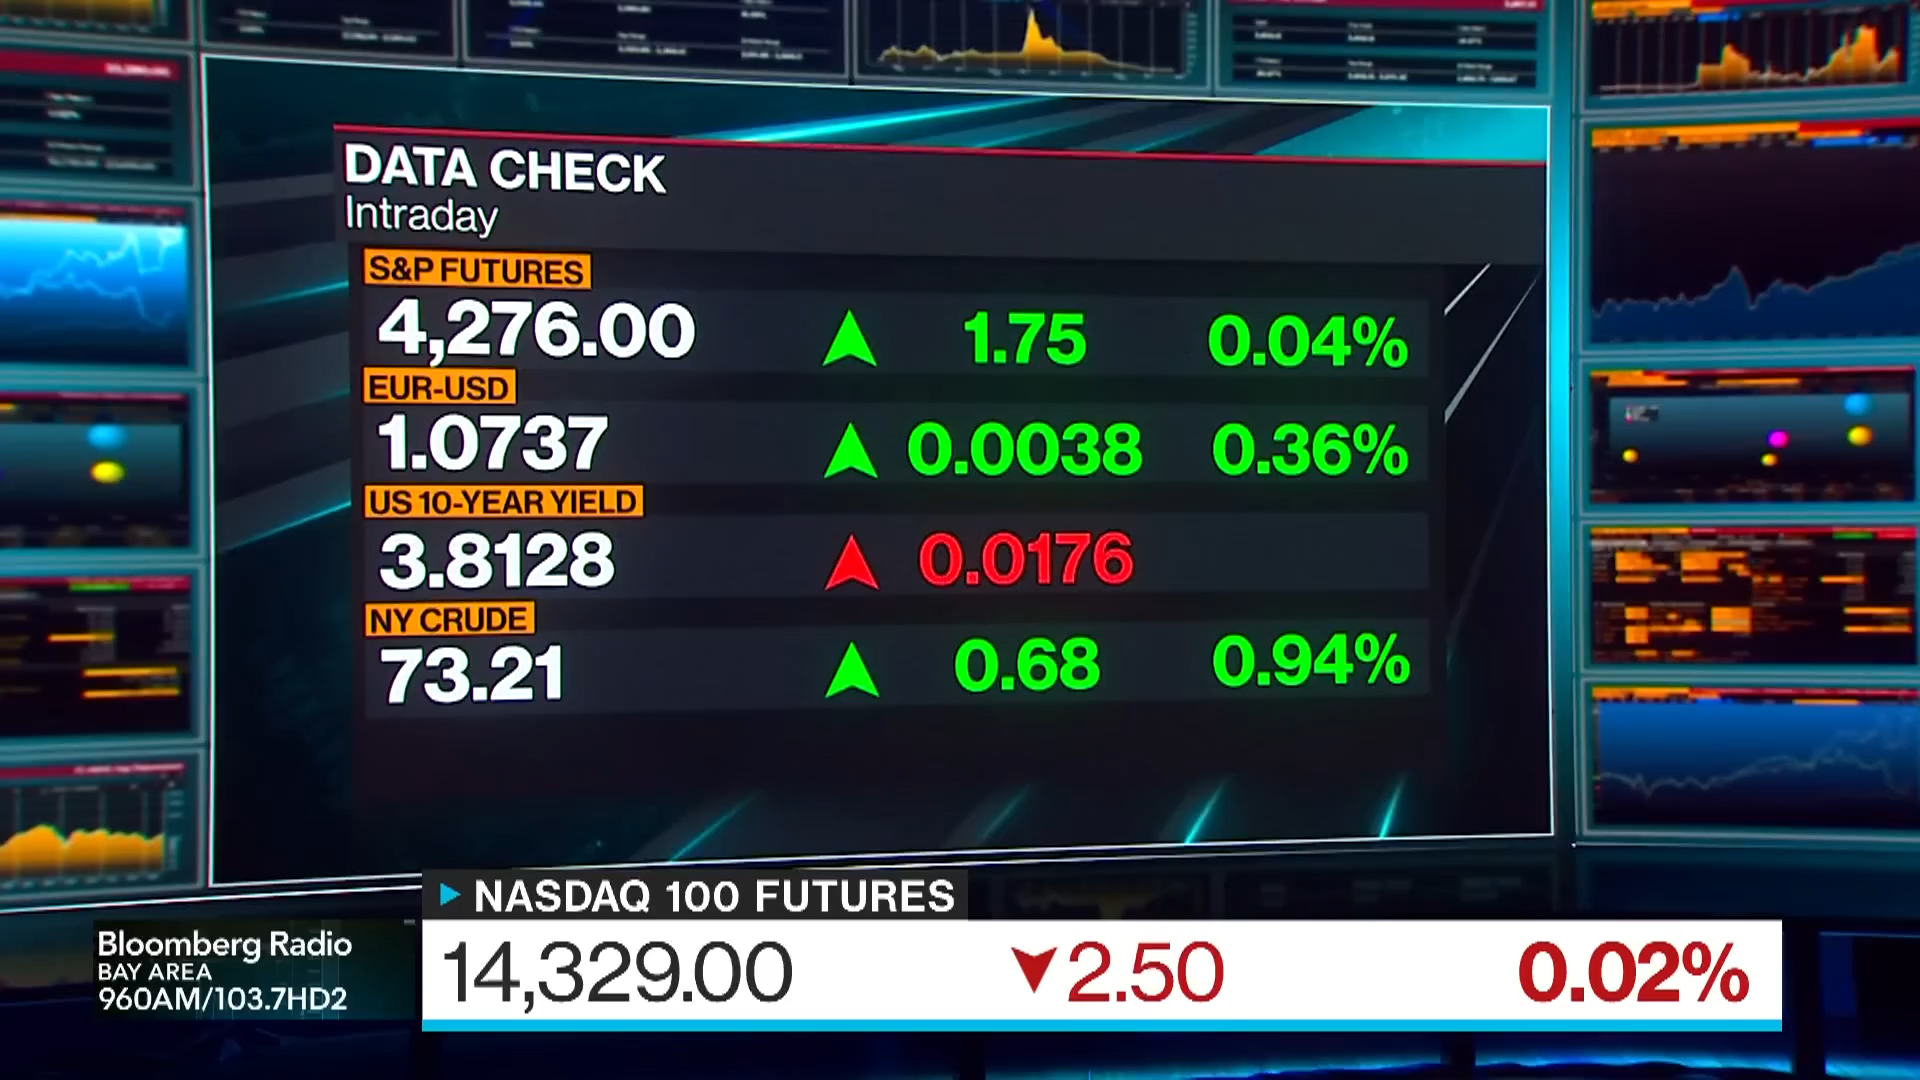 DATA CHECK
Intraday
S&P FUTURES
4,276.00 ▲ 1.75 0.04%
EUR-USD
1.0737 ▲ 0.0038 0.36%
US 10-YEAR YIELD
3.8128 ▲ 0.0176
NY CRUDE
73.21 ▲ 0.68 0.94%
NASDAQ 100 FUTURES
14,329.00 ▼ 2.50 0.02%
Bloomberg Radio
BAY AREA
960AM/103.7HD2